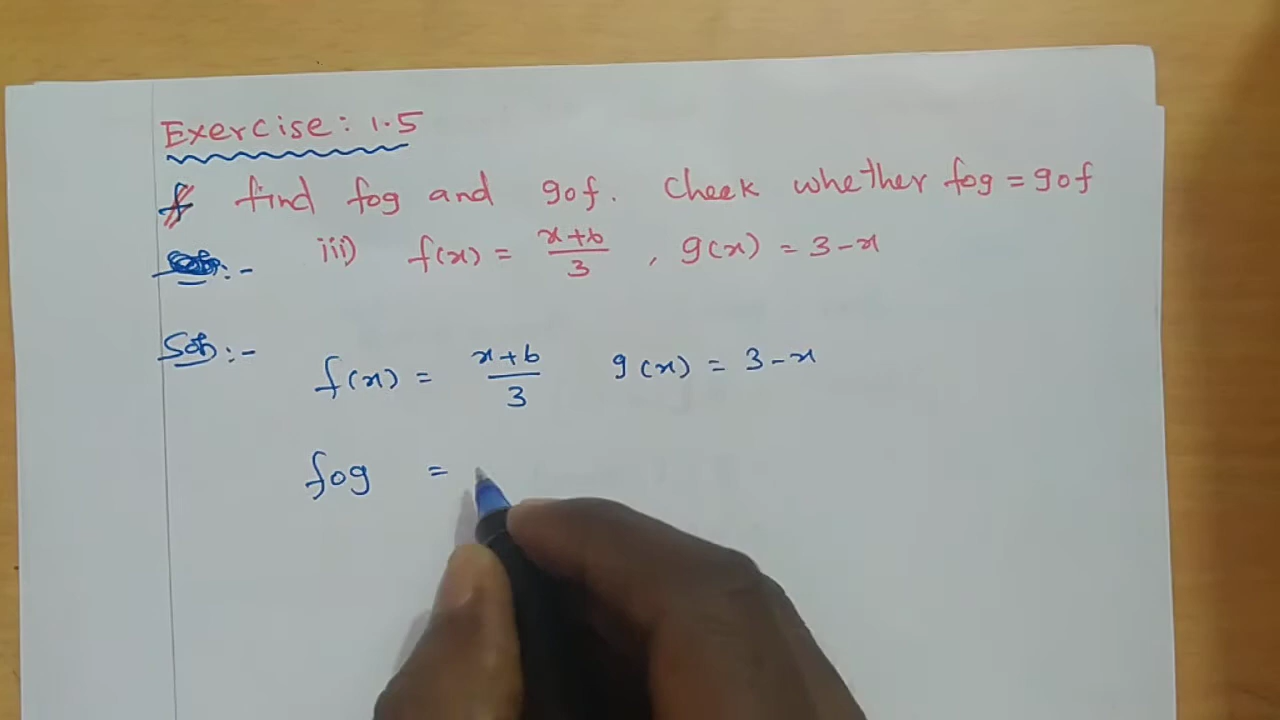 Exercise: 1.5
find fog and gof. Cheek whether fog = gof
iii) f(x) = x+6/3 , g(x) = 3-x
Sol:-
f(x) = x+6/3 g(x) = 3-x
fog =